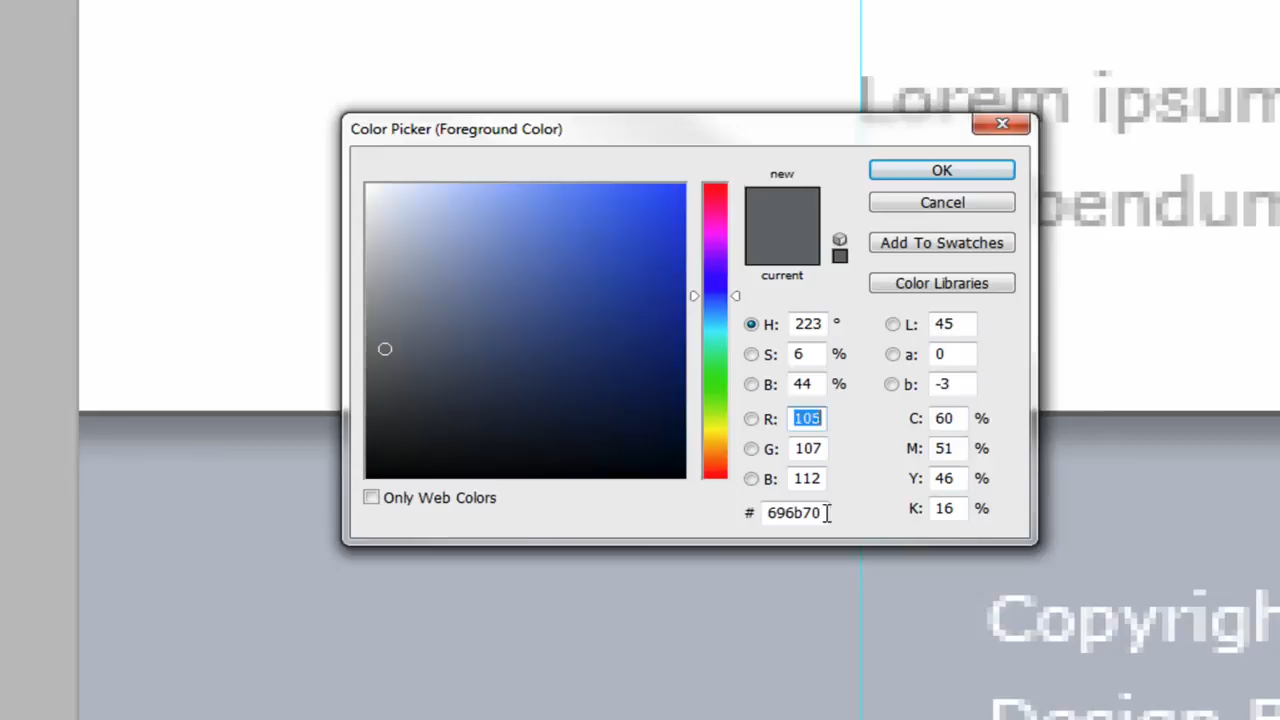 Lorem ipsum
Color Picker (Foreground Color)
new
OK
Cancel
Add To Swatches
current
Color Libraries
H: 223 ° L: 45
S: 6 % a: 0
B: 44 % b: -3
R: 105 C: 60 %
G: 107 M: 51 %
B: 112 Y: 46 %
Only Web Colors
# 696b70 K: 16 %
Copyrigh
Design